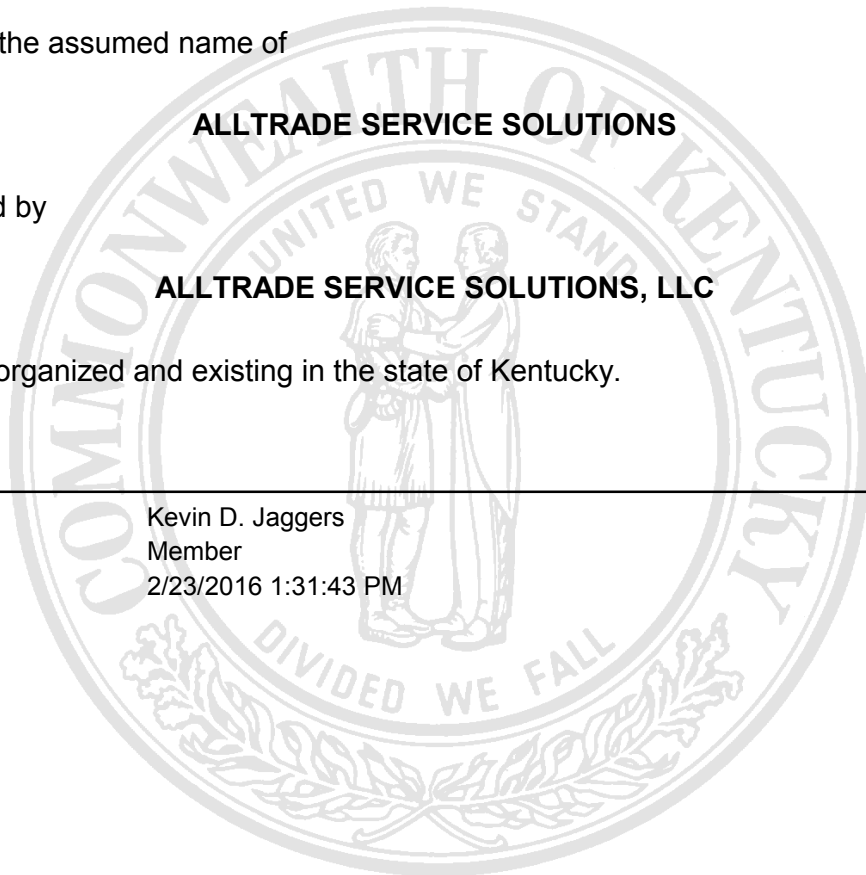 the assumed name of
ALLTRADE SERVICE SOLUTIONS
d by
ALLTRADE SERVICE SOLUTIONS, LLC
organized and existing in the state of Kentucky.
Kevin D. Jaggers
Member
2/23/2016 1:31:43 PM
COMMONWEALTH OF KENTUCKY
UNITED WE STAND
DIVIDED WE FALL